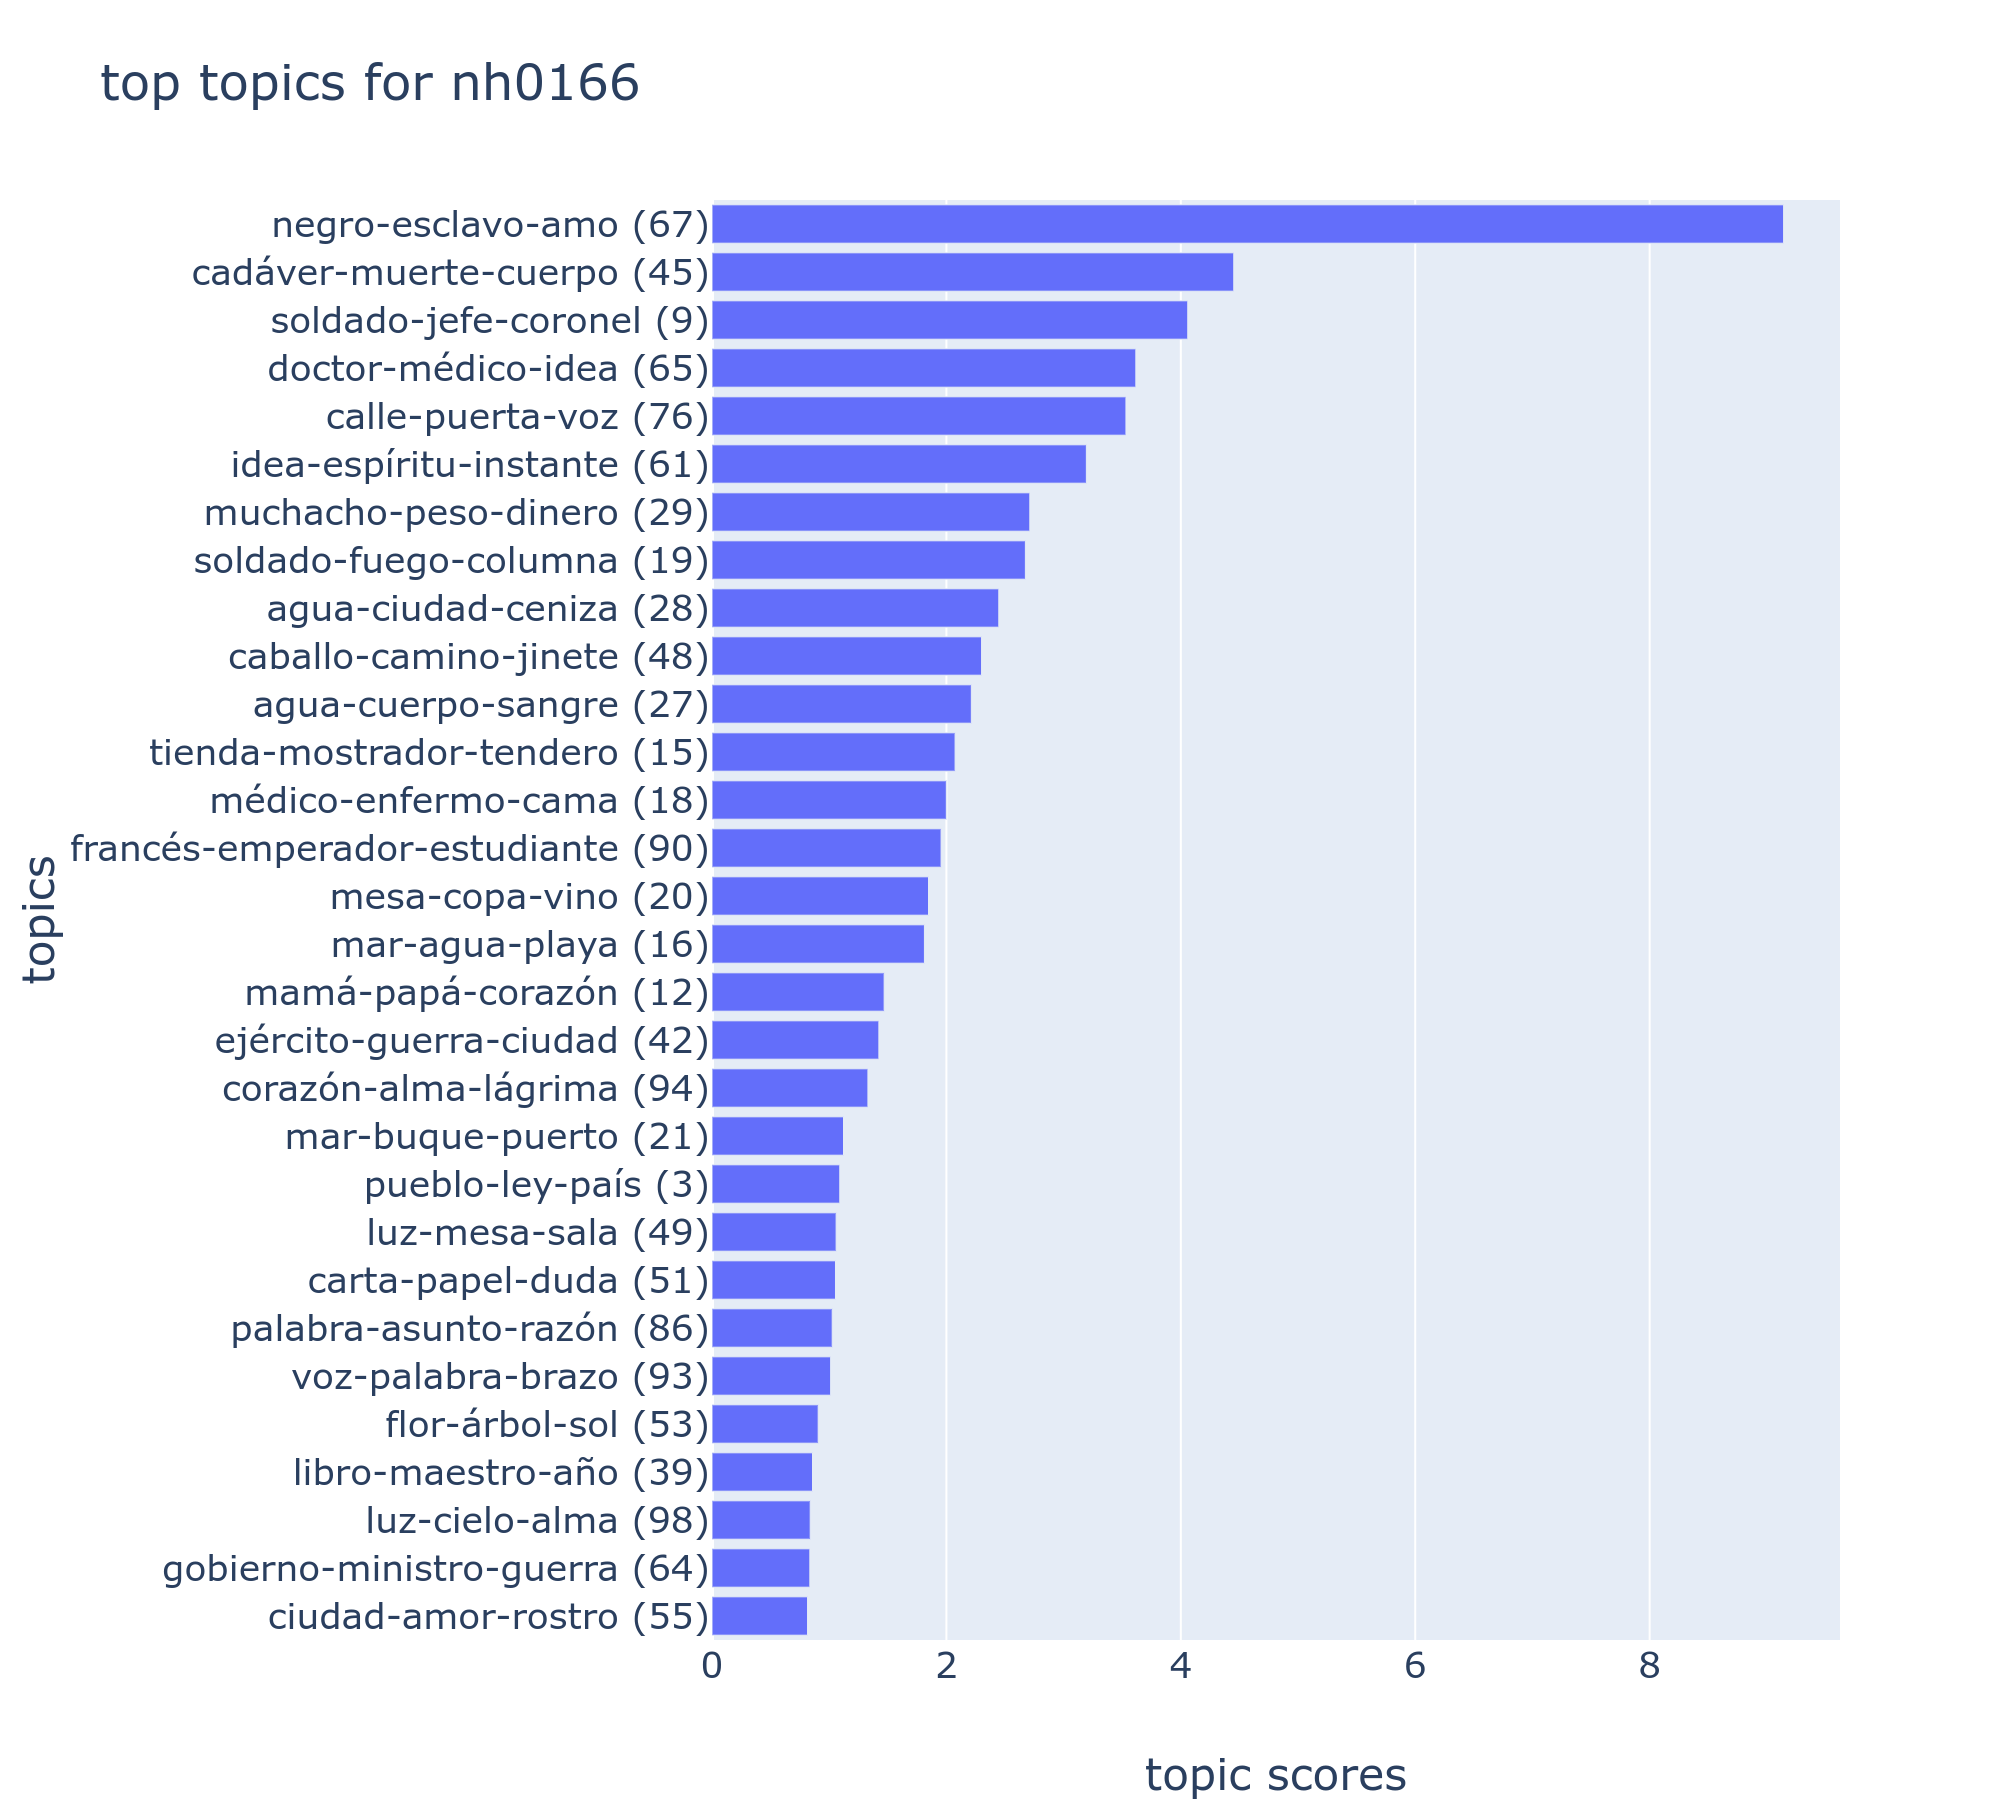 top topics for nh0166
negro-esclavo-amo (67)
cadáver-muerte-cuerpo (45)
soldado-jefe-coronel (9)
doctor-médico-idea (65)
calle-puerta-voz (76)
idea-espíritu-instante (61)
muchacho-peso-dinero (29)
soldado-fuego-columna (19)
agua-ciudad-ceniza (28)
caballo-camino-jinete (48)
agua-cuerpo-sangre (27)
tienda-mostrador-tendero (15)
médico-enfermo-cama (18)
francés-emperador-estudiante (90)
mesa-copa-vino (20)
mar-agua-playa (16)
mamá-papá-corazón (12)
ejército-guerra-ciudad (42)
corazón-alma-lágrima (94)
mar-buque-puerto (21)
pueblo-ley-país (3)
luz-mesa-sala (49)
carta-papel-duda (51)
palabra-asunto-razón (86)
voz-palabra-brazo (93)
flor-árbol-sol (53)
libro-maestro-año (39)
luz-cielo-alma (98)
gobierno-ministro-guerra (64)
ciudad-amor-rostro (55)
topics
0 2 4 6 8
topic scores